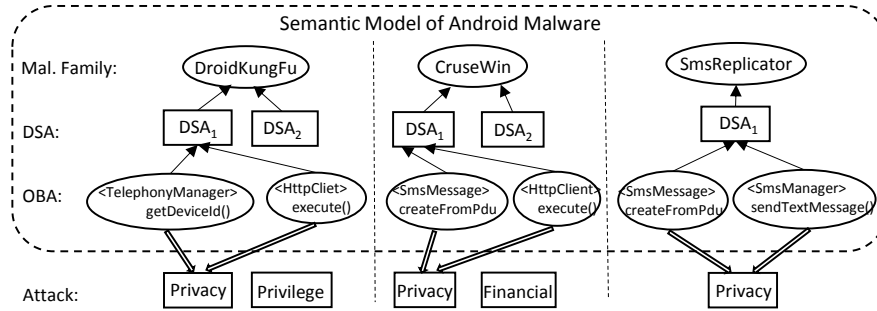 Semantic Model of Android Malware
Mal. Family: DroidKungFu CruseWin SmsReplicator
DSA: DSA1 DSA2 DSA1 DSA2 DSA1
OBA: <TelephonyManager> <HttpCliet> <SmsMessage> <HttpClient> <SmsMessage> <SmsManager>
getDeviceId() execute() createFromPdu execute() createFromPdu sendTextMessage()
Attack: Privacy Privilege Privacy Financial Privacy